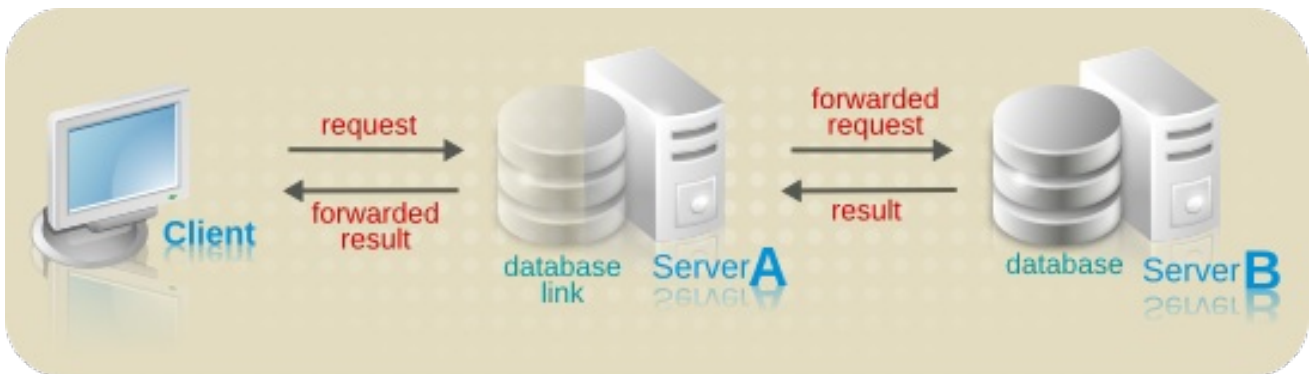 request
forwarded
result
Client
database
link
Server A
forwarded
request
result
database
Server B